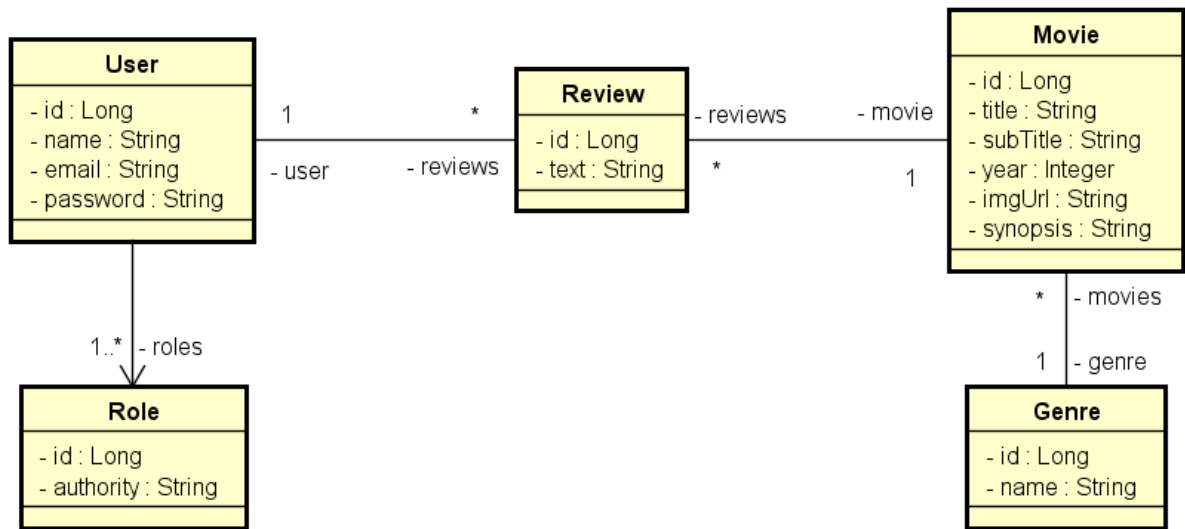 User
- id : Long
- name : String
- email : String
- password : String
1
*
- user
- reviews
Review
- id : Long
- text : String
- reviews
- movie
*
1
Movie
- id : Long
- title : String
- subTitle : String
- year : Integer
- imgUrl : String
- synopsis : String
1..*
- roles
*
- movies
1
- genre
Role
- id : Long
- authority : String
Genre
- id : Long
- name : String